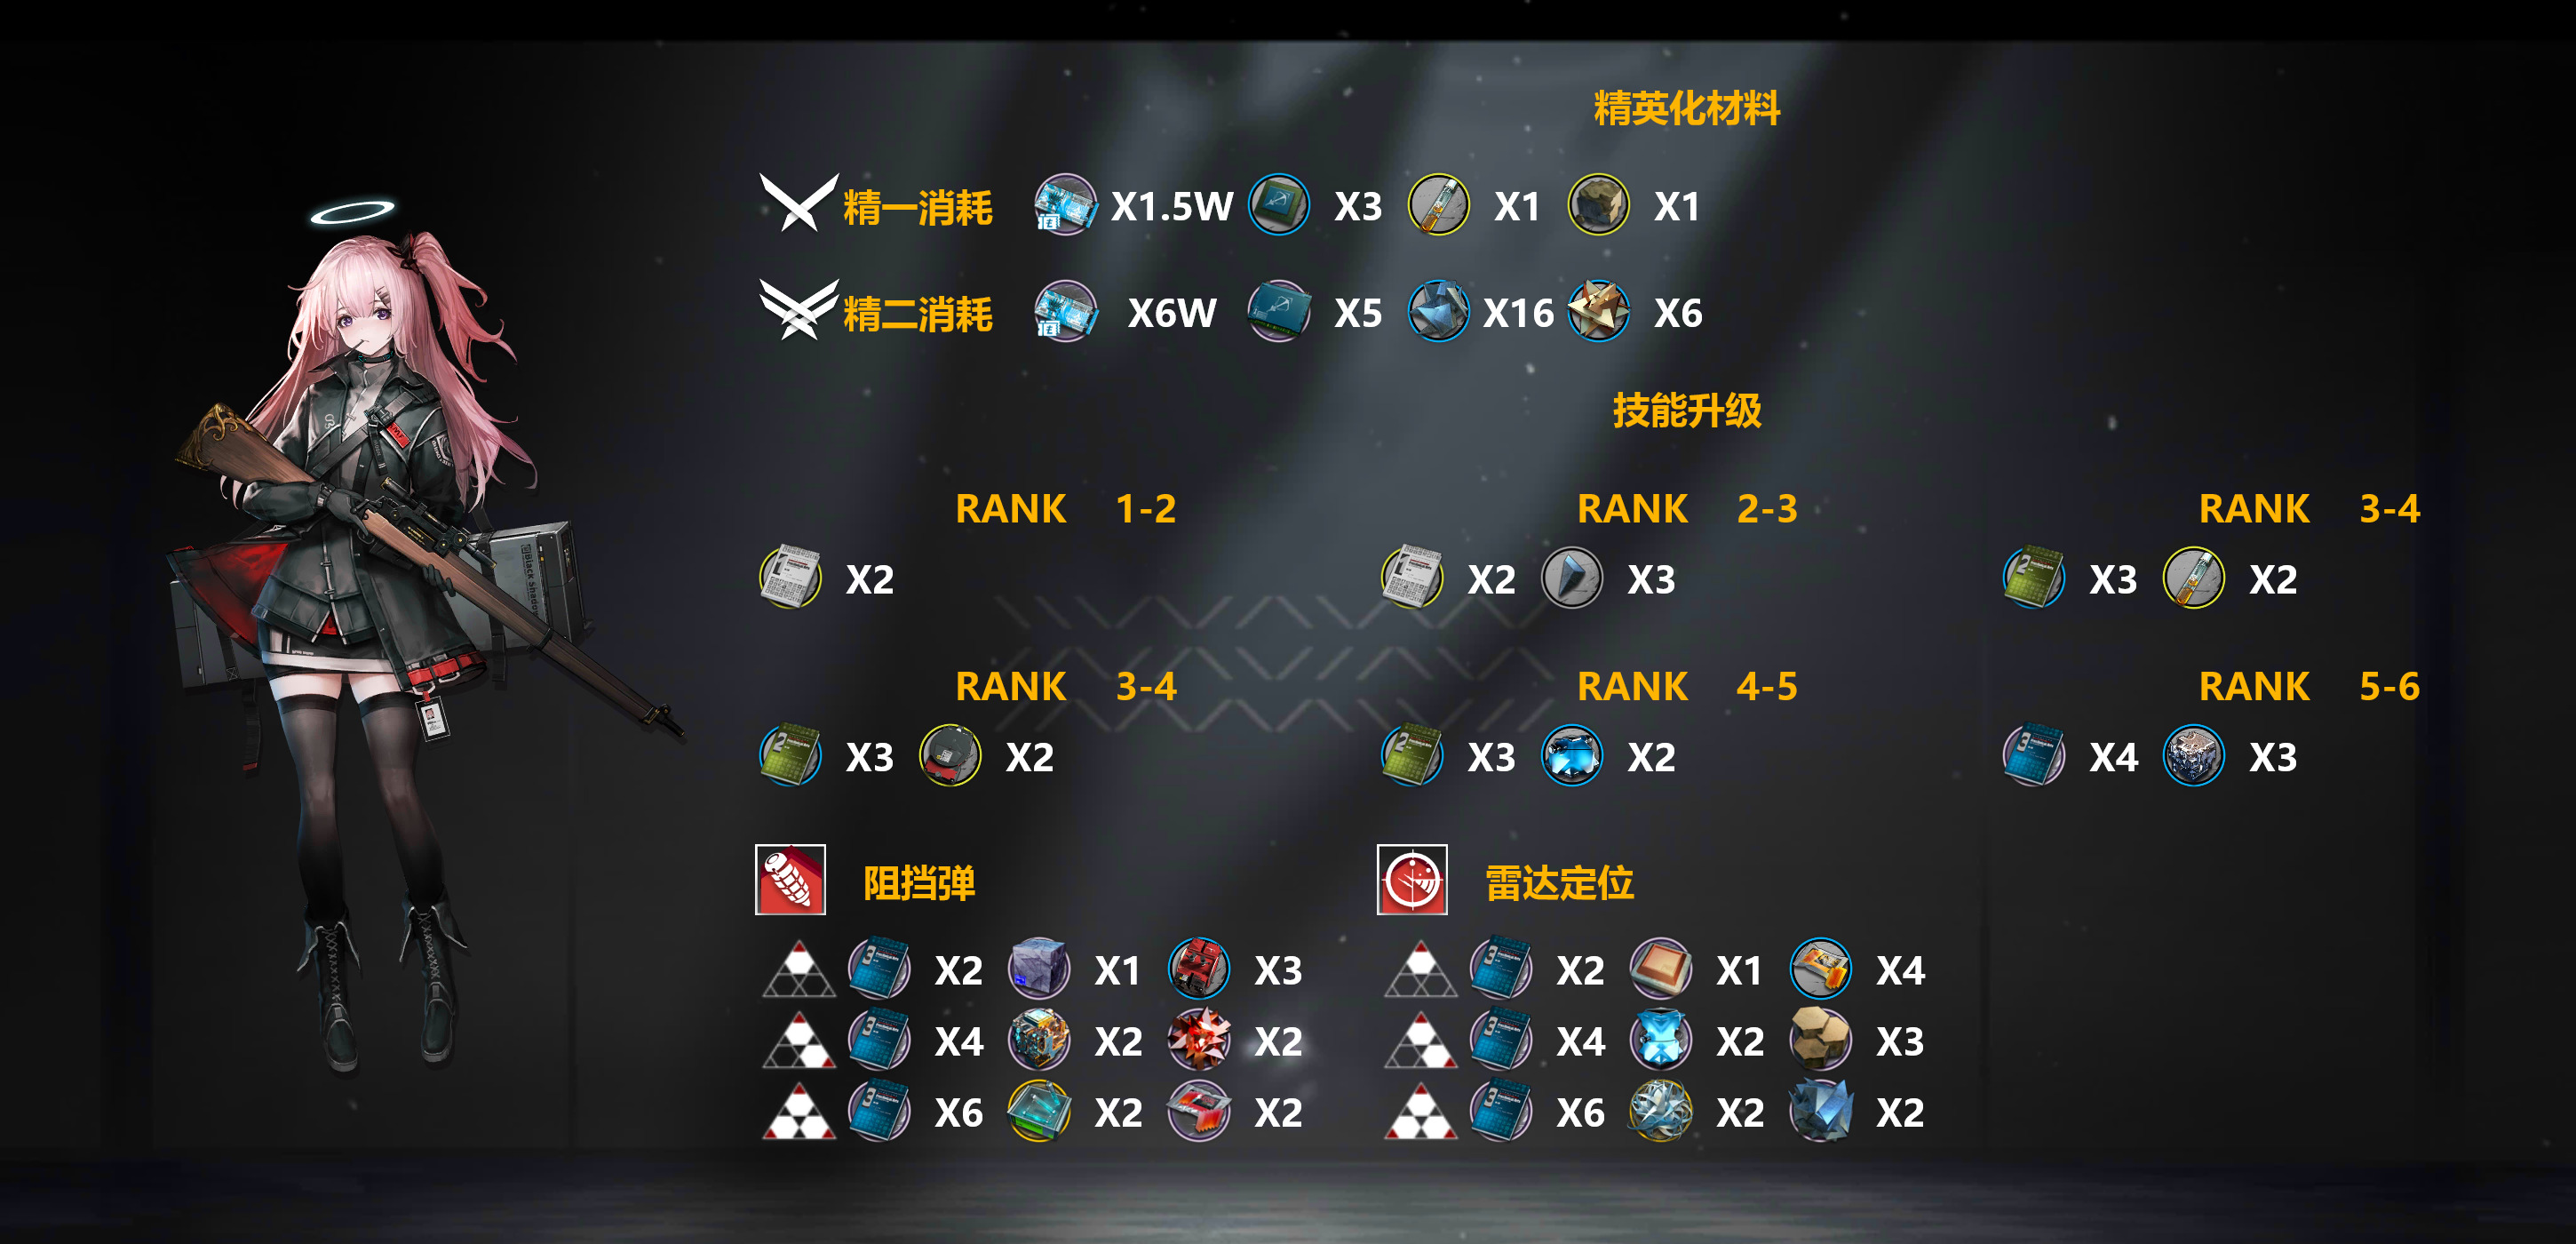 精英化材料
精一消耗 X1.5W X3 X1 X1
精二消耗 X6W X5 X16 X6
技能升级
RANK 1-2 RANK 2-3 RANK 3-4
X2 X2 X3 X3 X2
RANK 3-4 RANK 4-5 RANK 5-6
X3 X2 X3 X2 X4 X3
阻挡弹 雷达定位
X2 X1 X3 X2 X1 X4
X4 X2 X2 X4 X2 X3
X6 X2 X2 X6 X2 X2
Black Shadow